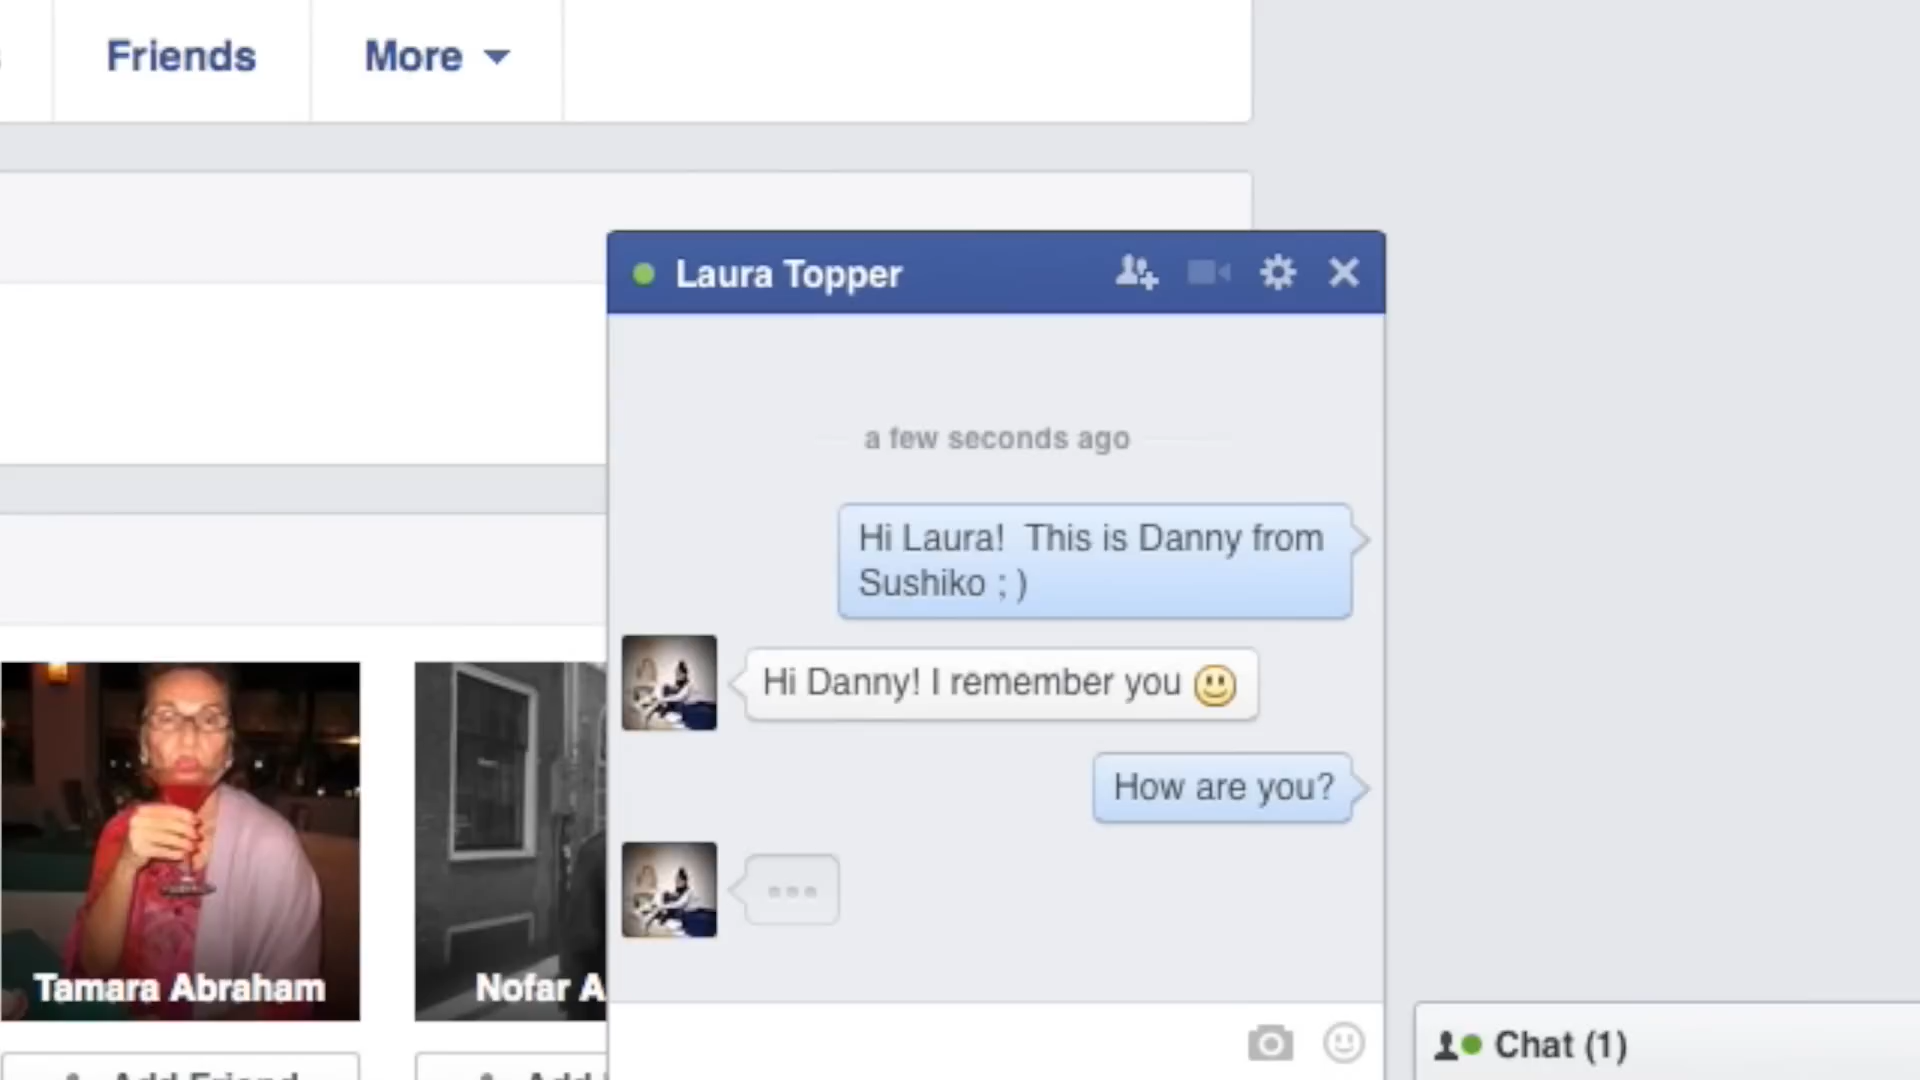 Friends
More
Laura Topper
a few seconds ago
Hi Laura!  This is Danny from
Sushiko ; )
Hi Danny! I remember you
How are you?
Tamara Abraham
Nofar A
Add Friend
Add
Chat (1)